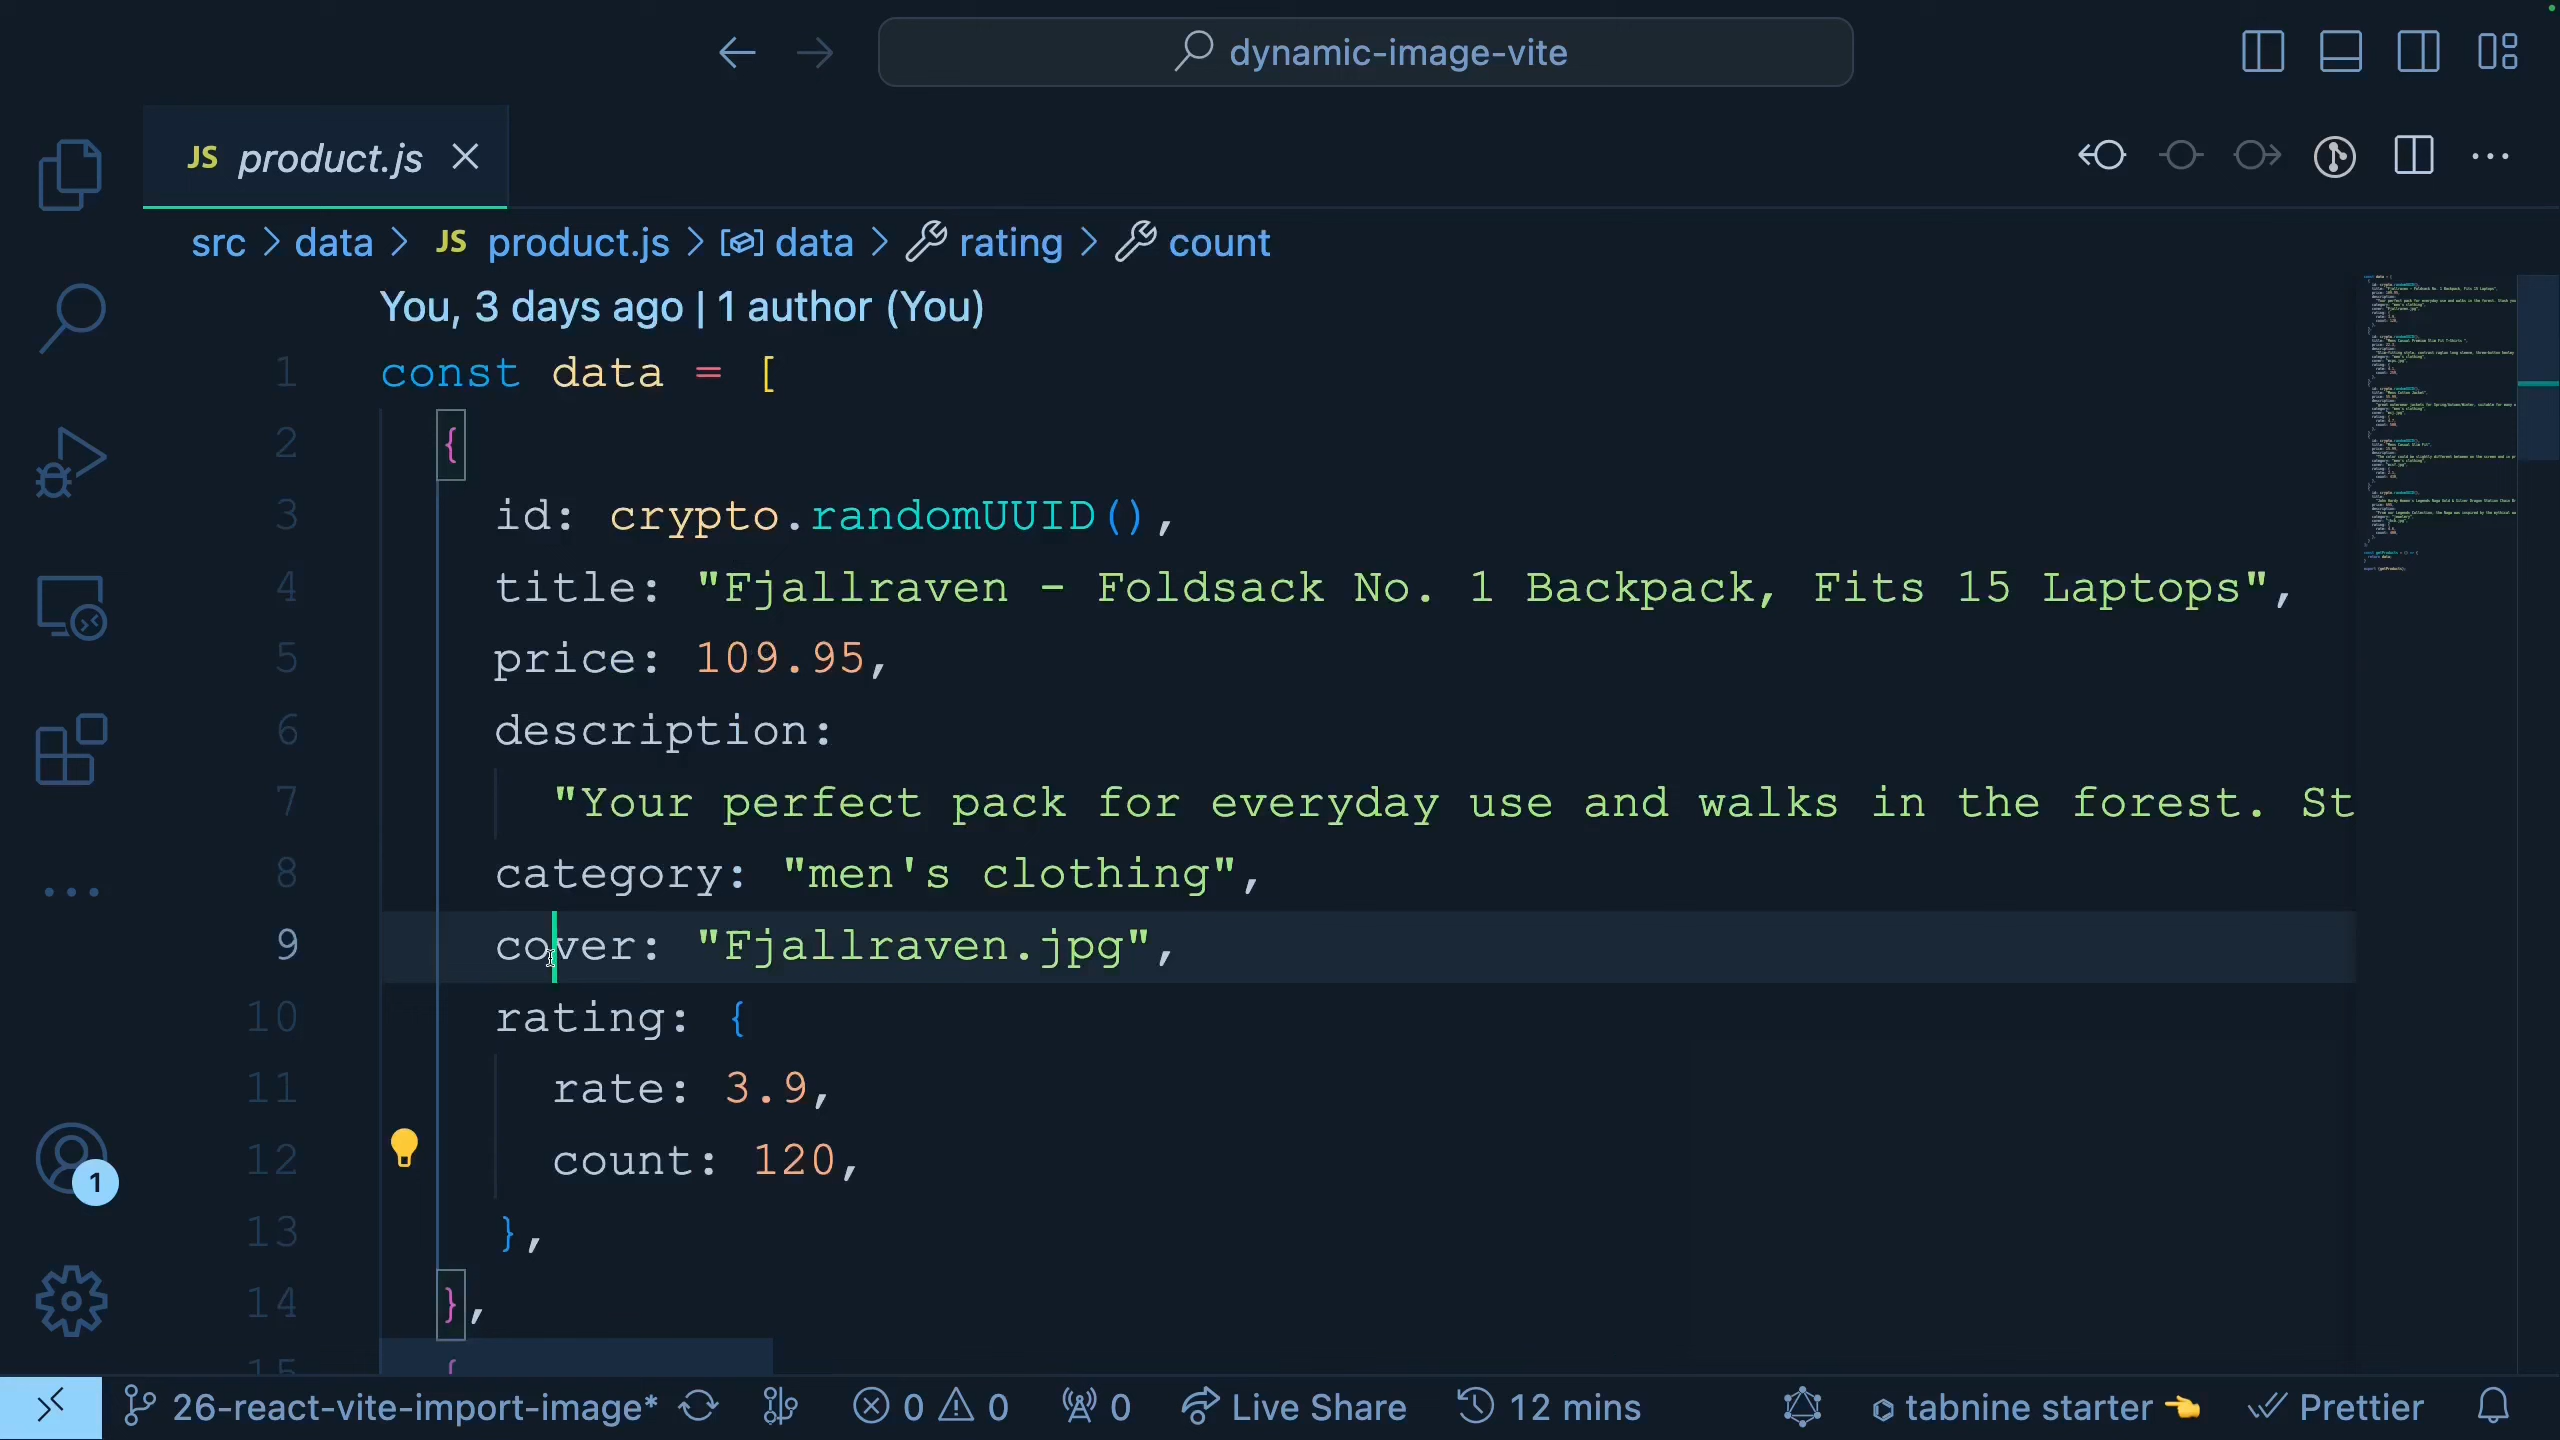 dynamic-image-vite
JS product.js
src > data > JS product.js > data > rating > count
You, 3 days ago | 1 author (You)
1 const data = [
2 {
3 id: crypto.randomUUID(),
4 title: "Fjallraven - Foldsack No. 1 Backpack, Fits 15 Laptops",
5 price: 109.95,
6 description:
7 "Your perfect pack for everyday use and walks in the forest. St
8 category: "men's clothing",
9 cover: "Fjallraven.jpg",
10 rating: {
11 rate: 3.9,
12 count: 120,
13 },
14 },
15 {
1
26-react-vite-import-image* 0 0 0 Live Share 12 mins tabnine starter Prettier